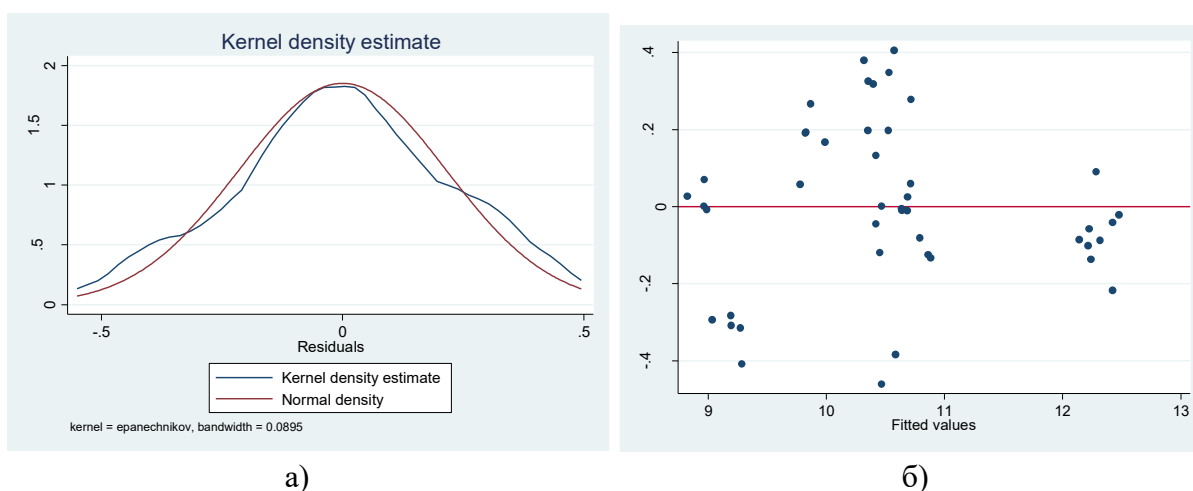 Kernel density estimate
2
1.5
1
.5
0
-.5
0
.5
Residuals
Kernel density estimate
Normal density
kernel = epanechnikov, bandwidth = 0.0895
а)
.4
.2
0
-.2
-.4
9
10
11
12
13
Fitted values
б)